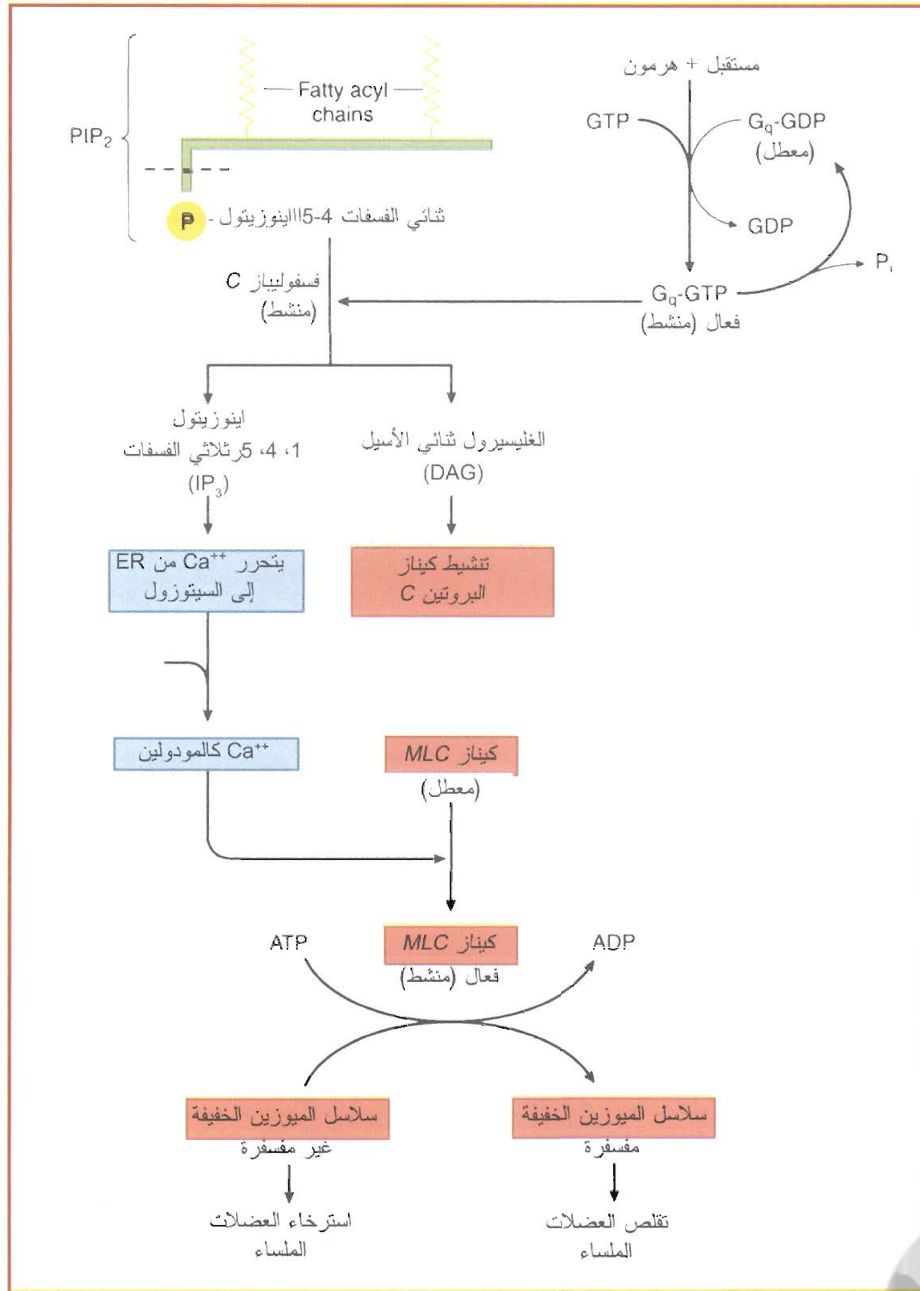 مستقبل + هرمون
GTP
Gq-GDP
(معطل)
GDP
Pi
Gq-GTP
فعال (منشط)
PIP2
Fatty acyl
chains
P
- ثنائي الفسفات 4-5ااااينوزيتول
فسفوليباز C
(منشط)
اينوزيتول
1، 4، 5رثلاثي الفسفات
(IP3)
الغليسيرول ثنائي الأسيل
(DAG)
يتحرر Ca++ من ER
إلى السيتوزول
تنشيط كيناز
البروتين C
Ca++ كالمودولين
كيناز MLC
(معطل)
ATP
كيناز MLC
فعال (منشط)
ADP
سلاسل الميوزين الخفيفة
غير مفسفرة
استرخاء العضلات
الملساء
سلاسل الميوزين الخفيفة
مفسفرة
تقلص العضلات
الملساء